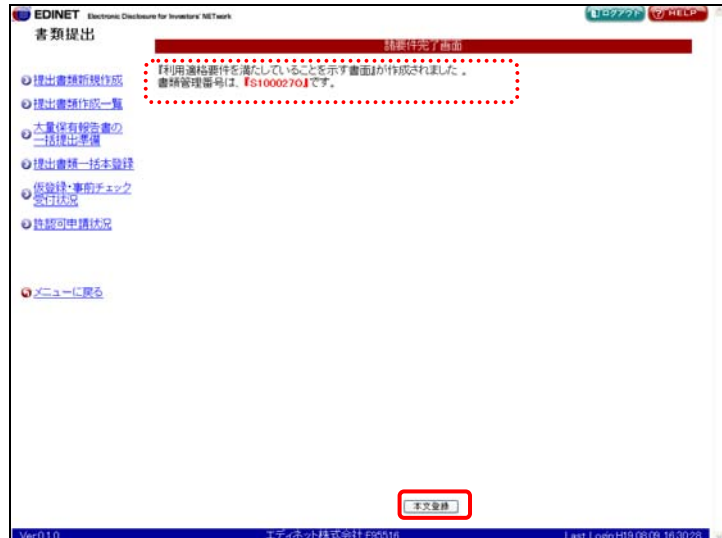 EDINET Electronic Disclosure for Investors' NETwork
ログアウト
HELP
書類提出
諸要件完了画面
『利用適格要件を満たしていることを示す書面』が作成されました。
書類管理番号は、『S1000270』です。
提出書類新規作成
提出書類作成一覧
大量保有報告書の
一括提出準備
提出書類一括本登録
仮登録・事前チェック
受付状況
許認可申請状況
メニューに戻る
本文登録
Ver.0.1.0 エディネット株式会社 E95516 Last Login:H19.08.09 16:30:28